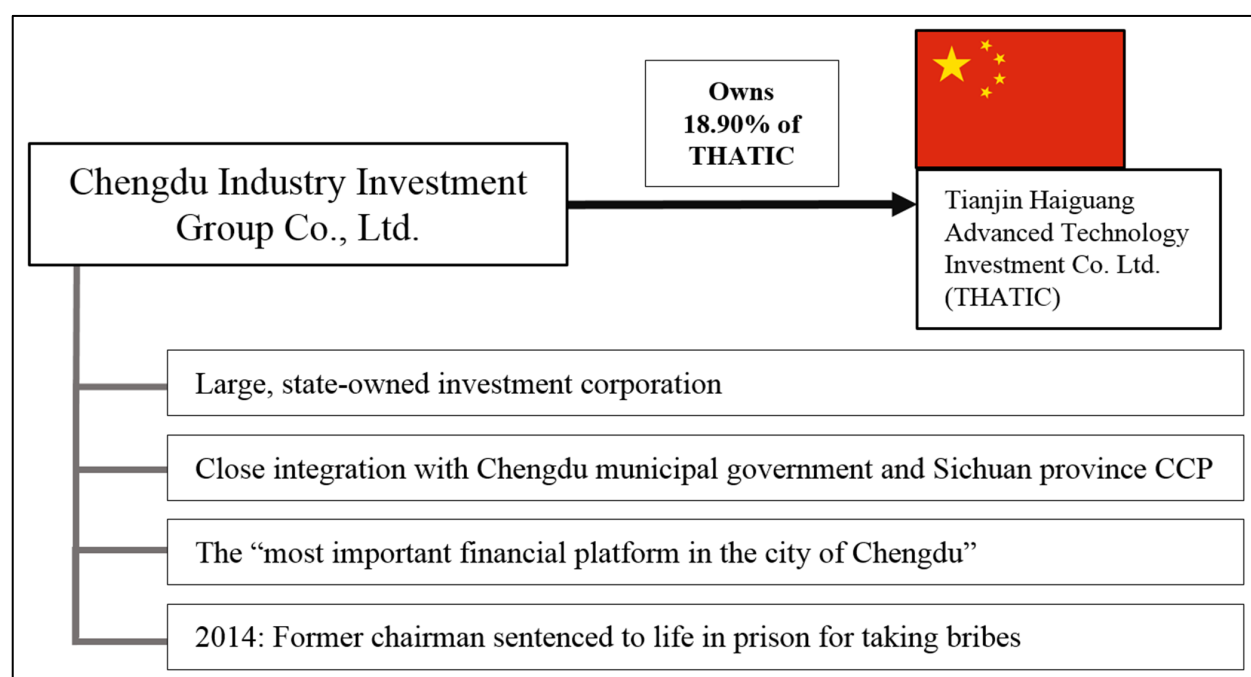 Owns
18.90% of
THATIC
Chengdu Industry Investment
Group Co., Ltd.
Tianjin Haiguang
Advanced Technology
Investment Co. Ltd.
(THATIC)
Large, state-owned investment corporation
Close integration with Chengdu municipal government and Sichuan province CCP
The “most important financial platform in the city of Chengdu”
2014: Former chairman sentenced to life in prison for taking bribes